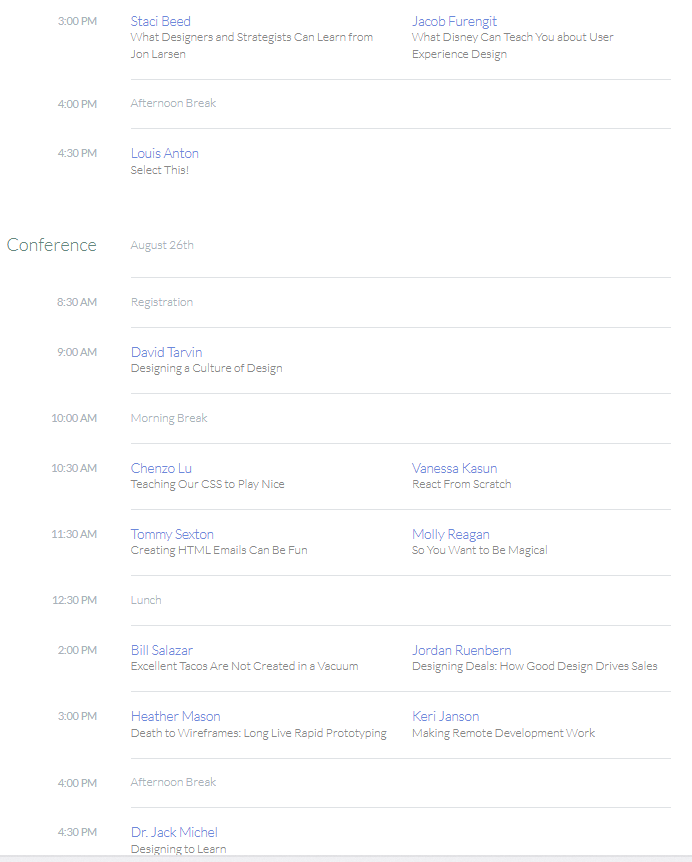 3:00 PM Staci Beed Jacob Furengit
What Designers and Strategists Can Learn from What Disney Can Teach You about User
Jon Larsen Experience Design
4:00 PM Afternoon Break
4:30 PM Louis Anton
Select This!
Conference August 26th
8:30 AM Registration
9:00 AM David Tarvin
Designing a Culture of Design
10:00 AM Morning Break
10:30 AM Chenzo Lu Vanessa Kasun
Teaching Our CSS to Play Nice React From Scratch
11:30 AM Tommy Sexton Molly Reagan
Creating HTML Emails Can Be Fun So You Want to Be Magical
12:30 PM Lunch
2:00 PM Bill Salazar Jordan Ruenbern
Excellent Tacos Are Not Created in a Vacuum Designing Deals: How Good Design Drives Sales
3:00 PM Heather Mason Keri Janson
Death to Wireframes: Long Live Rapid Prototyping Making Remote Development Work
4:00 PM Afternoon Break
4:30 PM Dr. Jack Michel
Designing to Learn